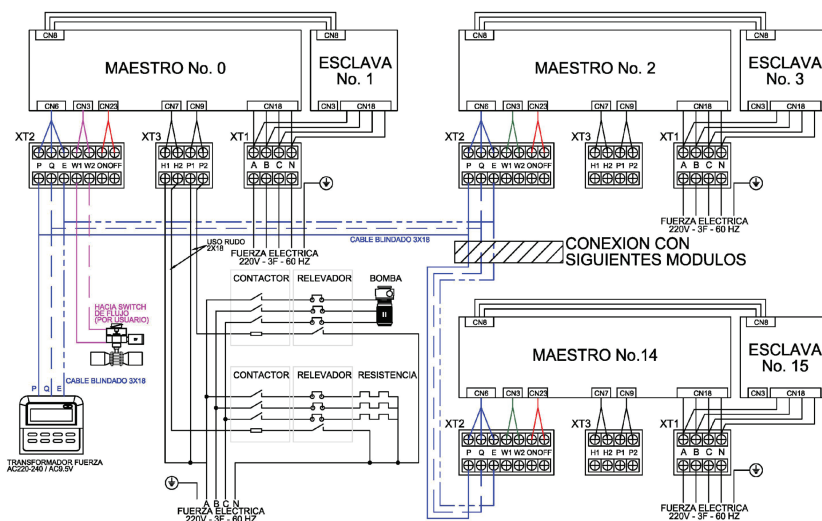 CN8
CN8
MAESTRO No. 0
ESCLAVA
No. 1
CN6
CN3
CN23
CN7
CN9
CN18
CN3
CN18
XT2
XT3
XT1
P Q E W1 W2 ONOFF
H1 H2 P1 P2
A B C N
FUERZA ELECTRICA
220V - 3F - 60 HZ
USO RUDO
2X18
CABLE BLINDADO 3X18
CN8
CN8
MAESTRO No. 2
ESCLAVA
No. 3
CN6
CN3
CN23
CN7
CN9
CN18
CN3
CN18
XT2
XT3
XT1
P Q E W1 W2 ONOFF
H1 H2 P1 P2
A B C N
FUERZA ELECTRICA
220V - 3F - 60 HZ
CONEXION CON
SIGUIENTES MODULOS
CONTACTOR
RELEVADOR
BOMBA
HACIA SWITCH
DE FLUJO
(POR USUARIO)
CONTACTOR
RELEVADOR
RESISTENCIA
P Q E
CABLE BLINDADO 3X18
TRANSFORMADOR FUERZA
AC220-240 / AC9.5V
A B C N
FUERZA ELECTRICA
220V - 3F - 60 HZ
CN8
CN8
MAESTRO No.14
ESCLAVA
No. 15
CN6
CN3
CN23
CN7
CN9
CN18
CN3
CN18
XT2
XT3
XT1
P Q E W1 W2 ONOFF
H1 H2 P1 P2
A B C N
FUERZA ELECTRICA
220V - 3F - 60 HZ